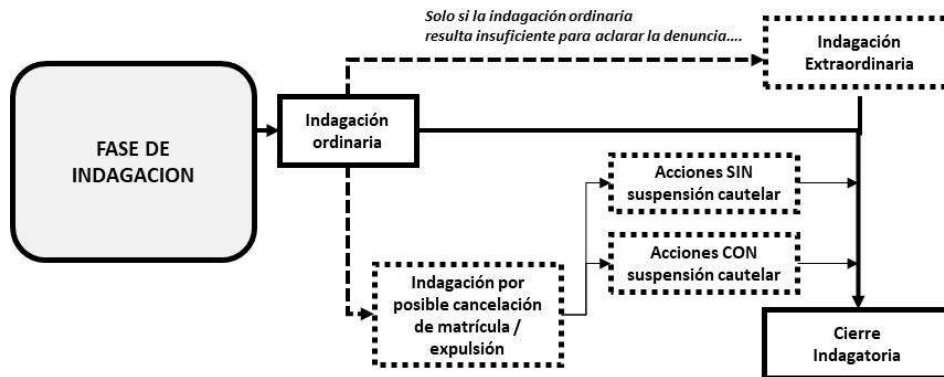 Solo si la indagación ordinaria
resulta insuficiente para aclarar la denuncia....
Indagación
Extraordinaria
FASE DE
INDAGACION
Indagación
ordinaria
Acciones SIN
suspensión cautelar
Acciones CON
suspensión cautelar
Indagación por
posible cancelación
de matrícula /
expulsión
Cierre
Indagatoria